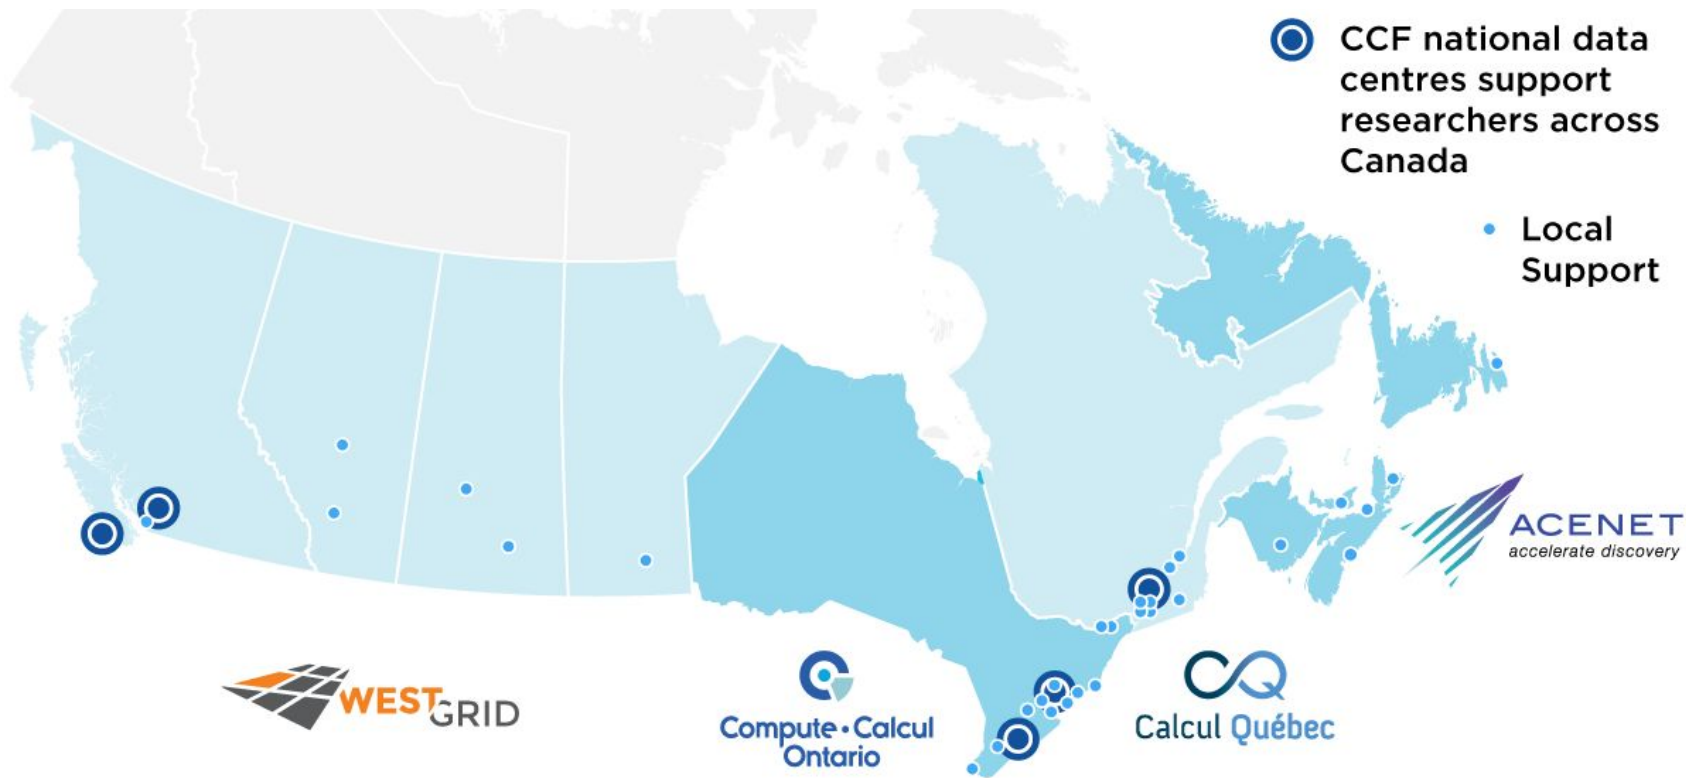 CCF national data
centres support
researchers across
Canada
Local
Support
ACENET
accelerate discovery
WESTGRID
Compute • Calcul
Ontario
CQ
Calcul Québec